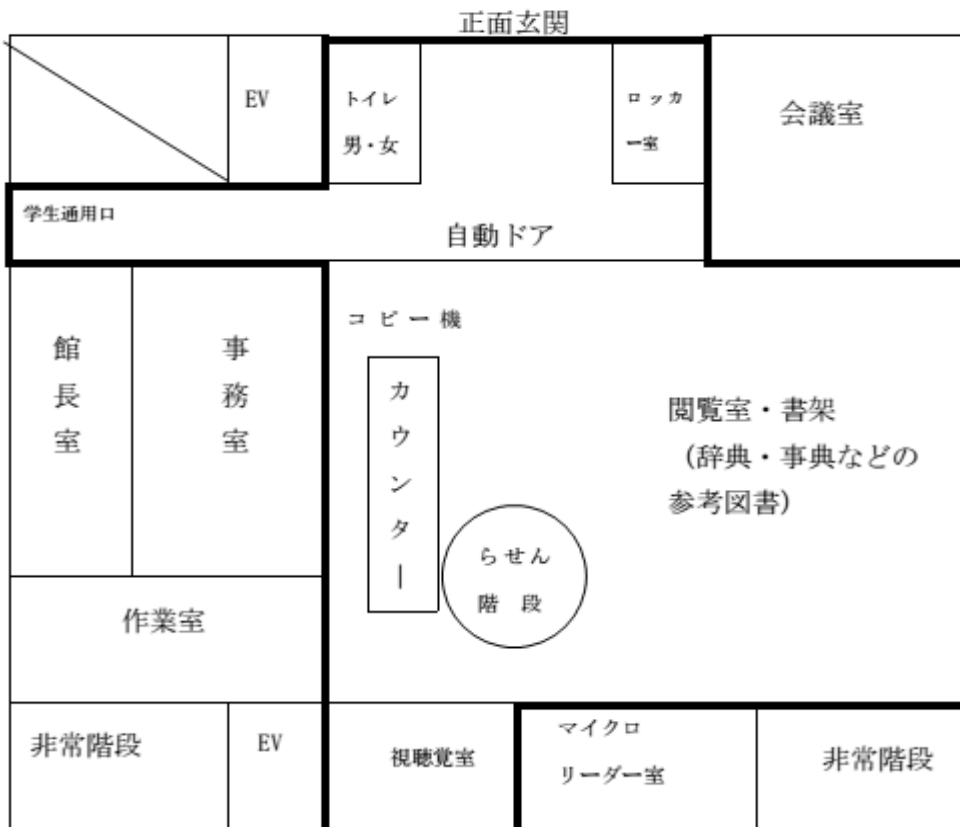 正面玄関
EV
トイレ
男・女
ロッカ
ー室
会議室
学生通用口
自動ドア
コピー機
館長室
事務室
カウンター
閲覧室・書架
(辞典・事典などの
参考図書)
らせん
階 段
作業室
非常階段
EV
視聴覚室
マイクロ
リーダー室
非常階段